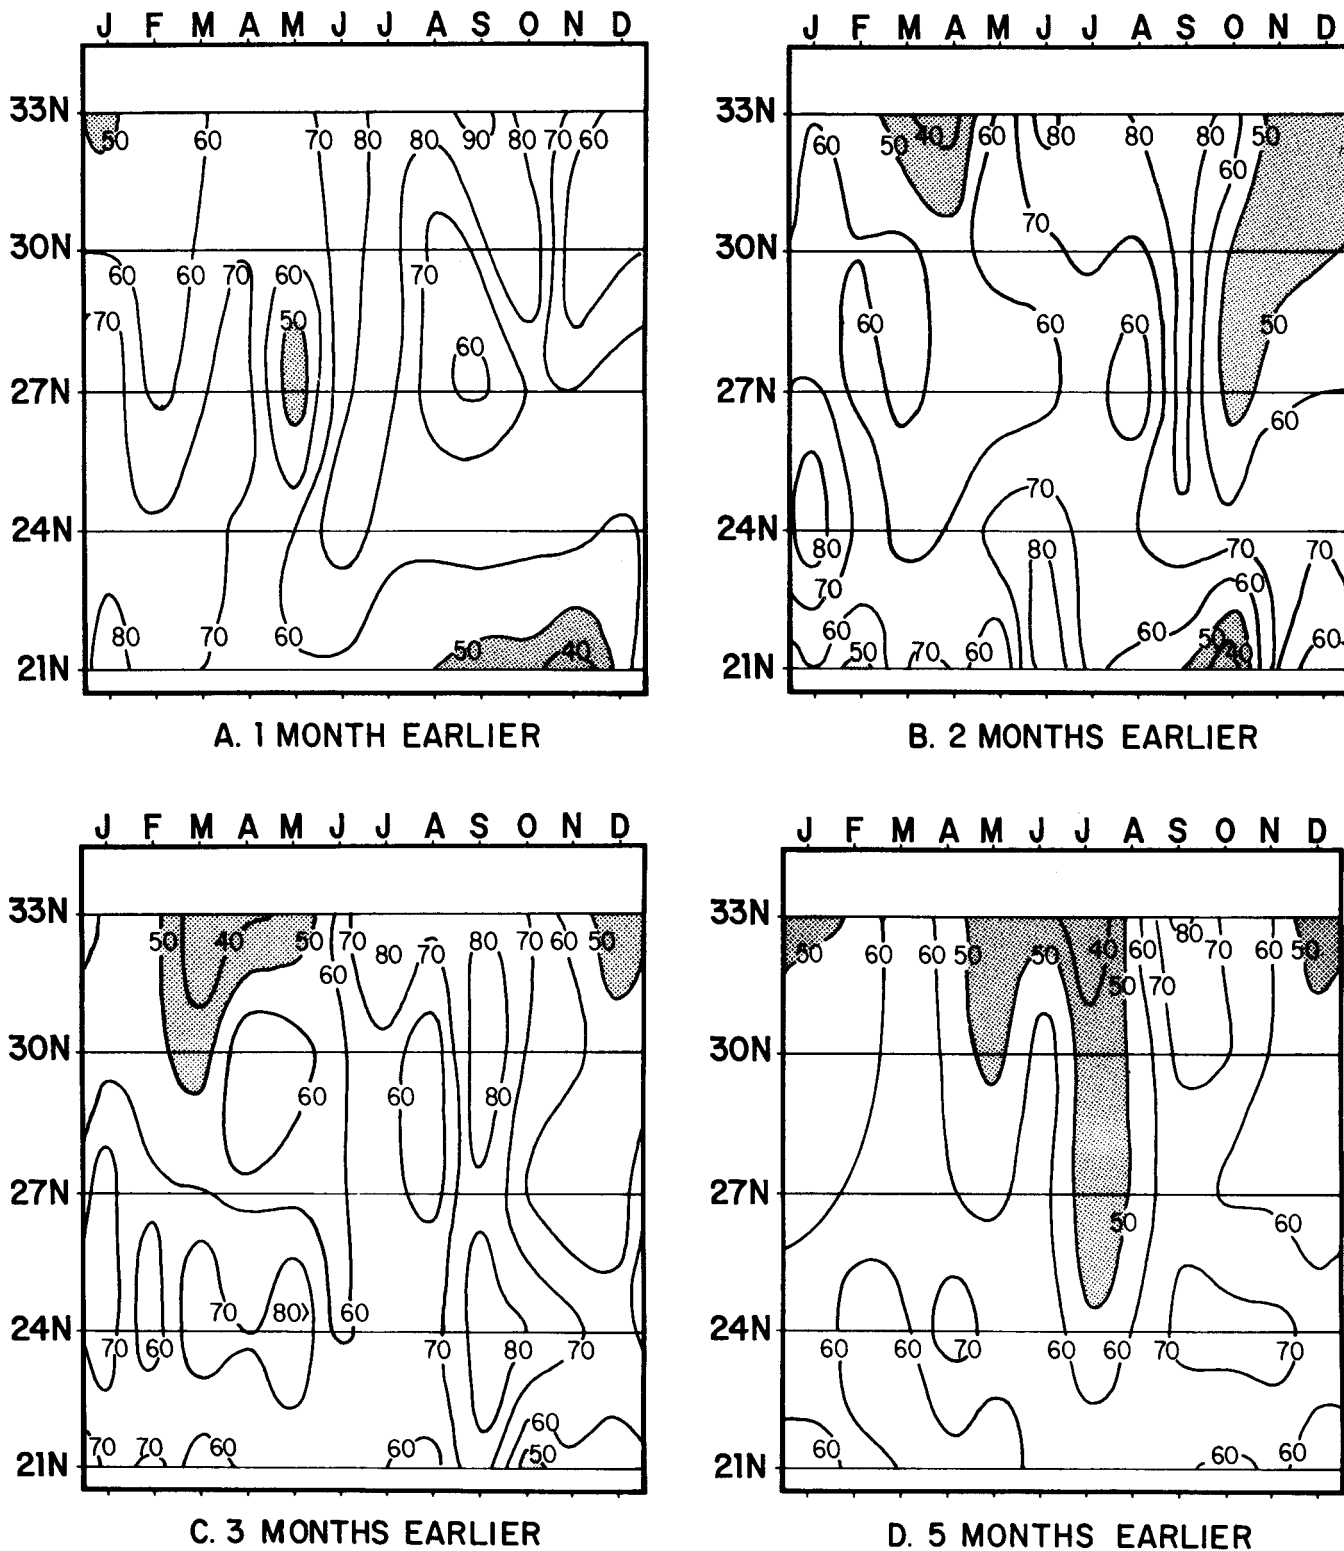 J F M A M J J A S O N D
33N
50 60 70 80 80 90 80 70 60
30N
60 60 70 60 70
70 50
60
27N
24N
80 70 60 50 40
21N
A. 1 MONTH EARLIER
J F M A M J J A S O N D
33N
60 50 40 60 80 80 80 50
60
70
30N
60 60 60 50
27N
60
70
24N
80 80 70 70
70 60
60 50 70 60 60 50 40 60
21N
B. 2 MONTHS EARLIER
J F M A M J J A S O N D
33N
50 40 50 70 80 70 80 70 60 50
60
30N
60 60 80
27N
70 80 60
24N
70 60 70 80 70
60
70 70 60 60 50
21N
C. 3 MONTHS EARLIER
J F M A M J J A S O N D
33N
80
50 60 60 50 50 40 60 70 60 50
50 70
30N
27N
50 60
24N
60 60 70 60 60 70 70
60 60 60
21N
D. 5 MONTHS EARLIER